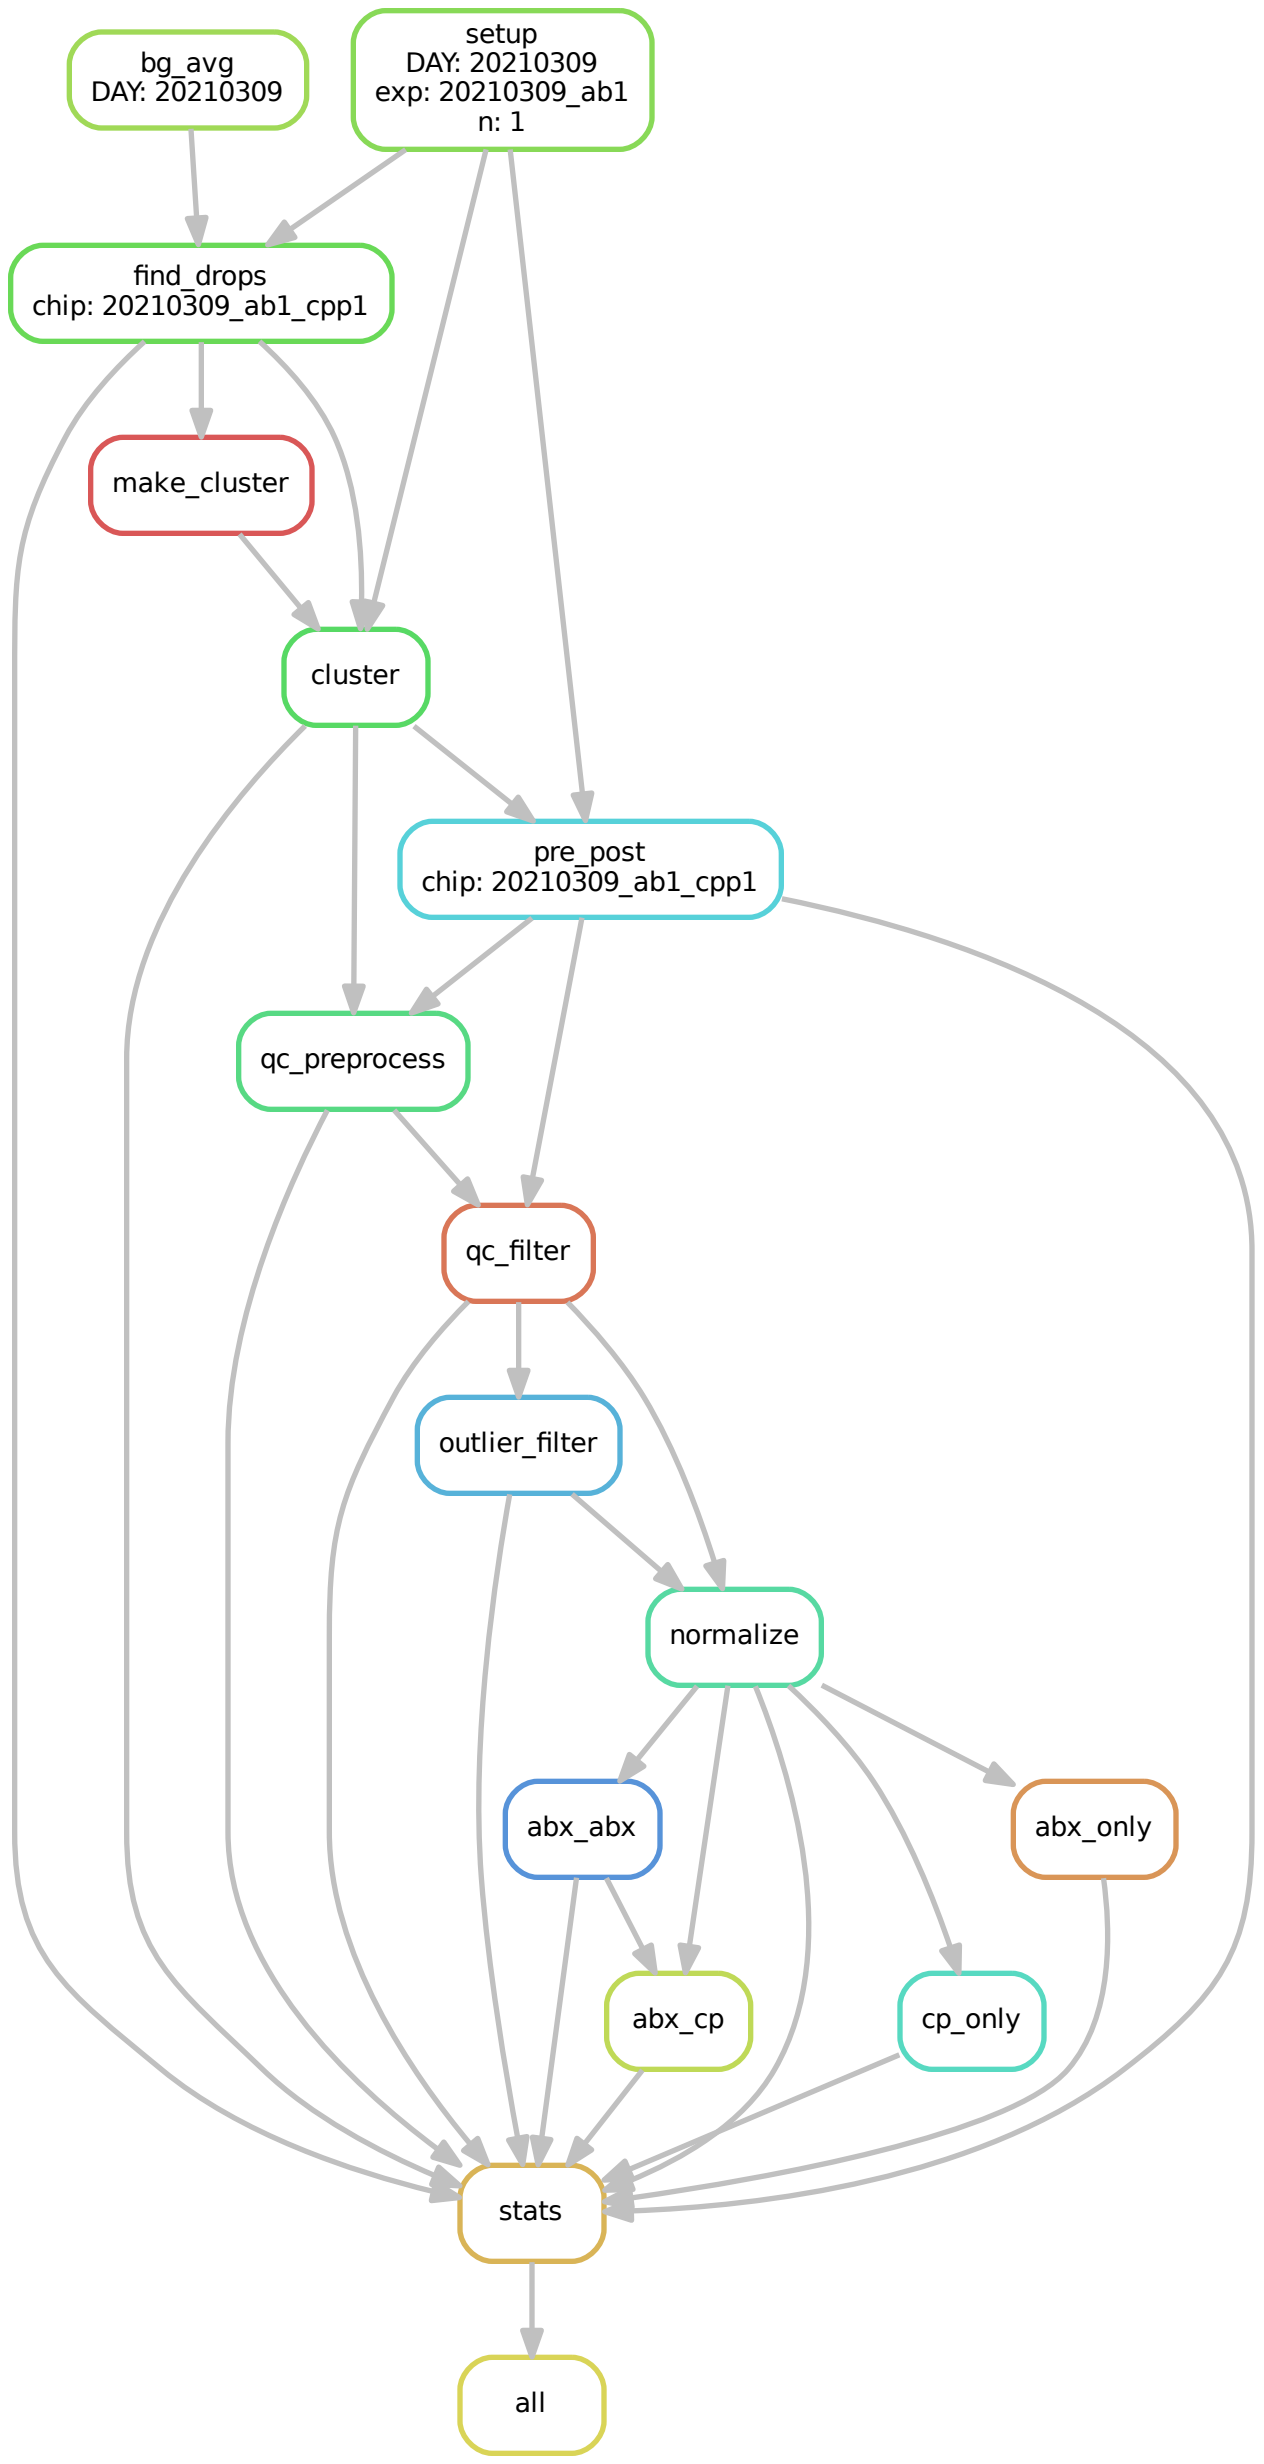 bg_avg
DAY: 20210309
setup
DAY: 20210309
exp: 20210309_ab1
n: 1
find_drops
chip: 20210309_ab1_cpp1
make_cluster
cluster
pre_post
chip: 20210309_ab1_cpp1
qc_preprocess
qc_filter
outlier_filter
normalize
abx_abx
abx_only
abx_cp
cp_only
stats
all